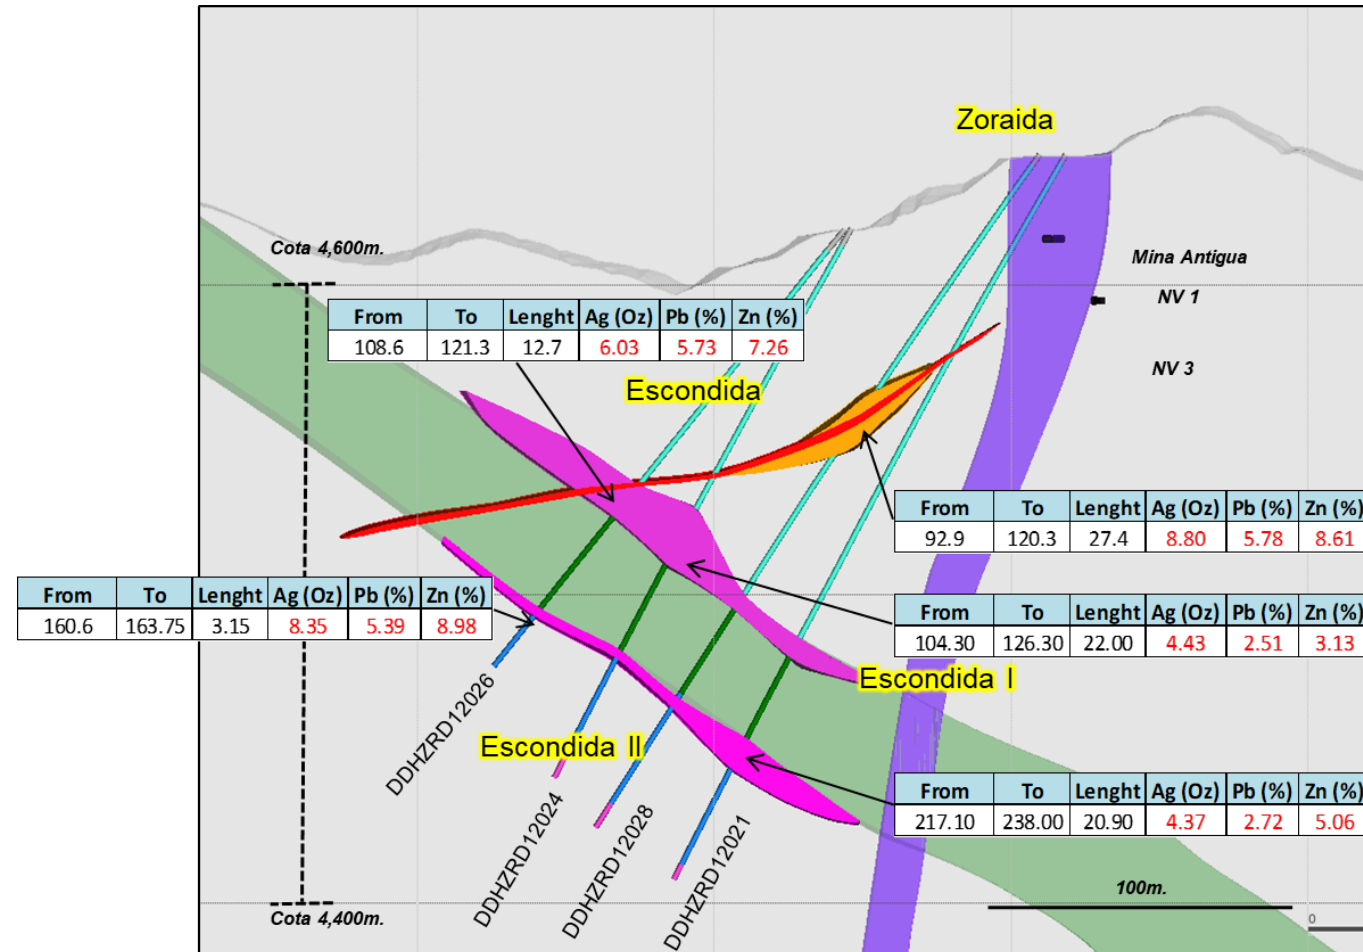 Zoraida
Cota 4,600m.
Mina Antigua
NV 1
From To Lenght Ag (Oz) Pb (%) Zn (%)
108.6 121.3 12.7 6.03 5.73 7.26
NV 3
Escondida
From To Lenght Ag (Oz) Pb (%) Zn (%)
92.9 120.3 27.4 8.80 5.78 8.61
From To Lenght Ag (Oz) Pb (%) Zn (%)
160.6 163.75 3.15 8.35 5.39 8.98
From To Lenght Ag (Oz) Pb (%) Zn (%)
104.30 126.30 22.00 4.43 2.51 3.13
Escondida I
DDHZRD12026
Escondida II
DDHZRD12024
DDHZRD12028
DDHZRD12021
From To Lenght Ag (Oz) Pb (%) Zn (%)
217.10 238.00 20.90 4.37 2.72 5.06
100m.
Cota 4,400m.
0